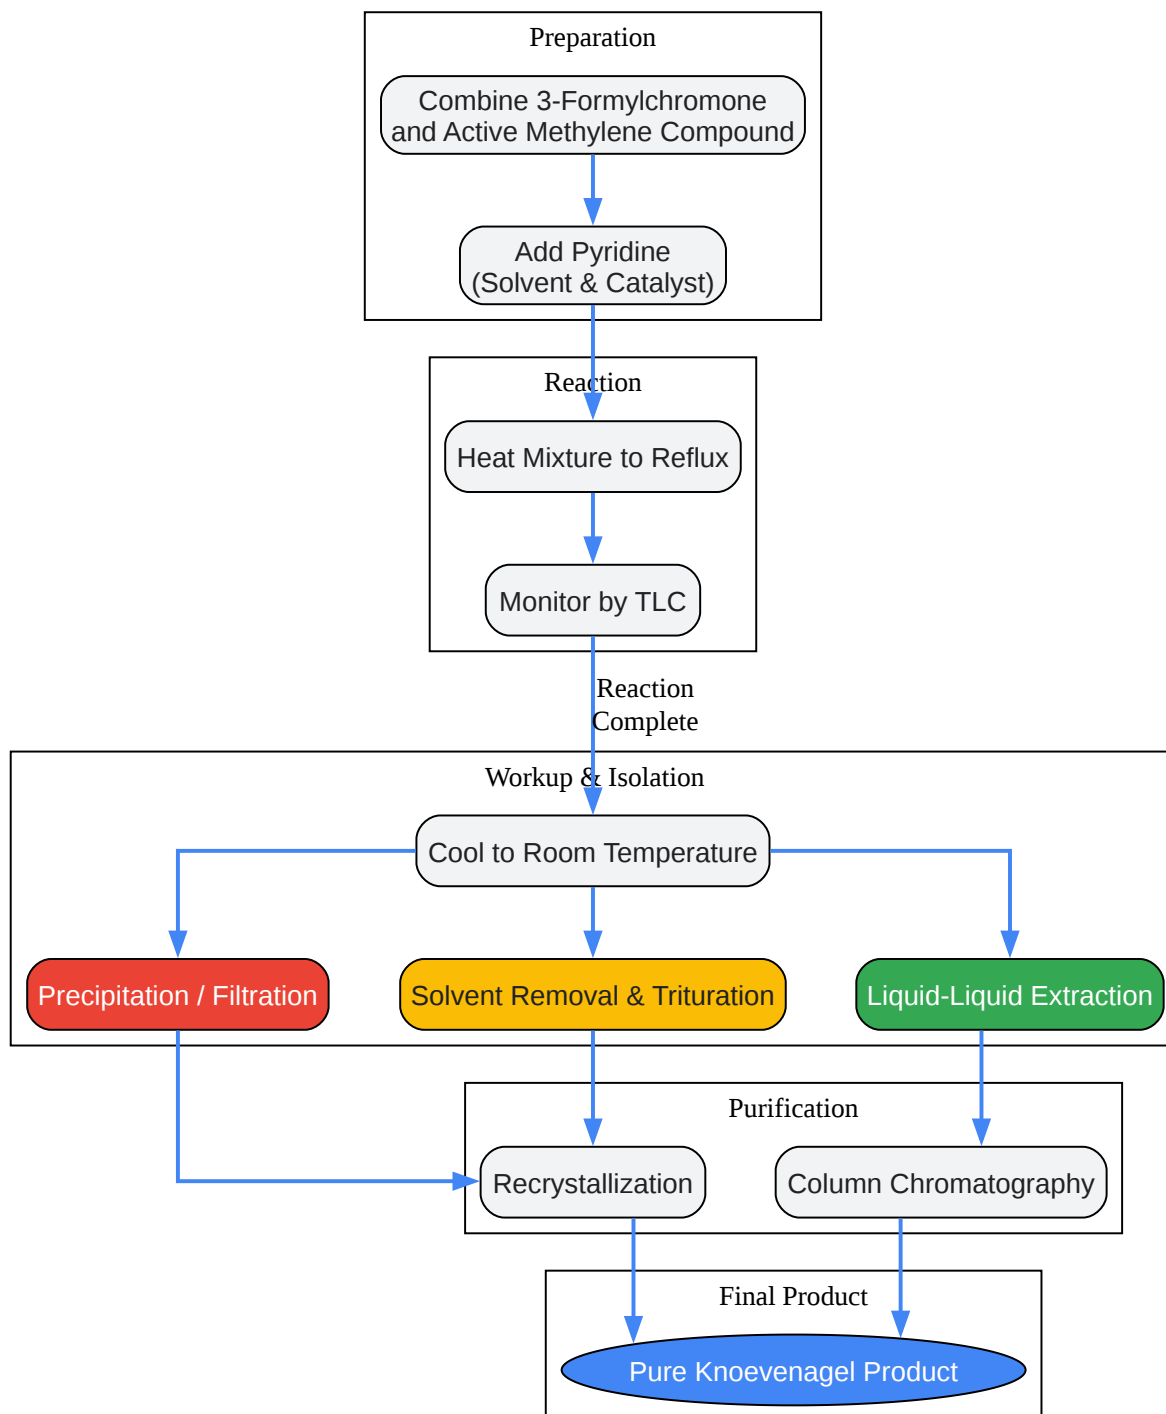 Preparation
Combine 3-Formylchromone
and Active Methylene Compound
Add Pyridine
(Solvent & Catalyst)
Reaction
Heat Mixture to Reflux
Monitor by TLC
Reaction
Complete
Workup & Isolation
Cool to Room Temperature
Precipitation / Filtration
Solvent Removal & Trituration
Liquid-Liquid Extraction
Purification
Recrystallization
Column Chromatography
Final Product
Pure Knoevenagel Product